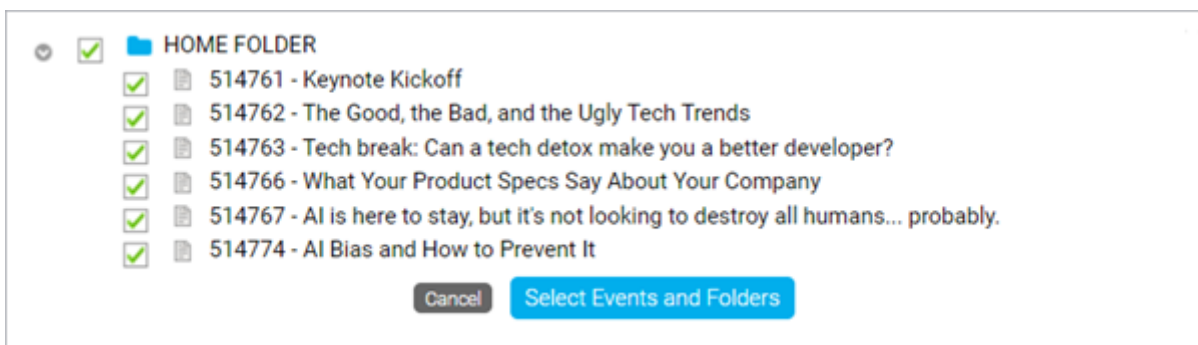 HOME FOLDER
514761 - Keynote Kickoff
514762 - The Good, the Bad, and the Ugly Tech Trends
514763 - Tech break: Can a tech detox make you a better developer?
514766 - What Your Product Specs Say About Your Company
514767 - AI is here to stay, but it's not looking to destroy all humans... probably.
514774 - AI Bias and How to Prevent It
Cancel Select Events and Folders